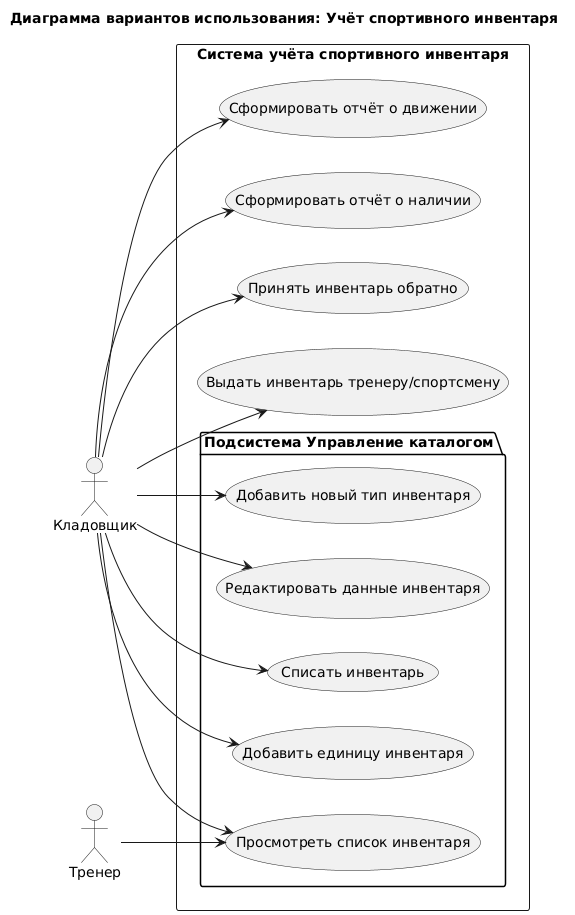 Диаграмма вариантов использования: Учёт спортивного инвентаря
Система учёта спортивного инвентаря
Сформировать отчёт о движении
Сформировать отчёт о наличии
Принять инвентарь обратно
Выдать инвентарь тренеру/спортсмену
Подсистема Управление каталогом
Добавить новый тип инвентаря
Кладовщик
Редактировать данные инвентаря
Списать инвентарь
Добавить единицу инвентаря
Просмотреть список инвентаря
Тренер